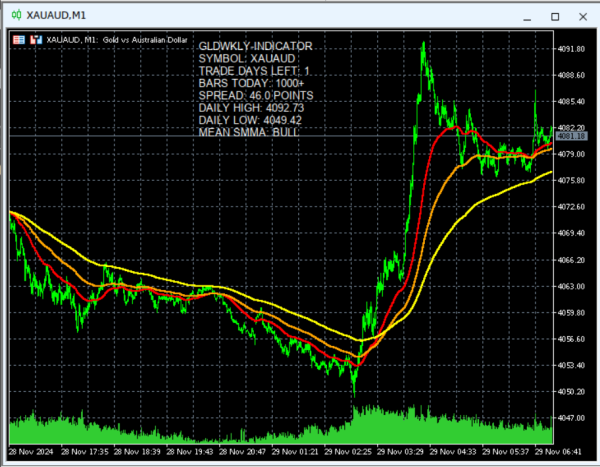 XAUAUD,M1
XAUAUD, M1: Gold vs Australian Dollar
GLDWKLY-INDICATOR
SYMBOL: XAUAUD
TRADE DAYS LEFT: 1
BARS TODAY: 1000+
SPREAD: 46.0 POINTS
DAILY HIGH: 4092.73
DAILY LOW: 4049.42
MEAN SMMA: BULL
4091.80
4088.60
4085.40
4082.20
4081.18
4079.00
4075.80
4072.60
4069.40
4066.20
4063.00
4059.80
4056.60
4053.40
4050.20
4047.00
28 Nov 2024
28 Nov 17:35
28 Nov 18:39
28 Nov 19:43
28 Nov 20:47
29 Nov 01:21
29 Nov 02:25
29 Nov 03:29
29 Nov 04:33
29 Nov 05:37
29 Nov 06:41